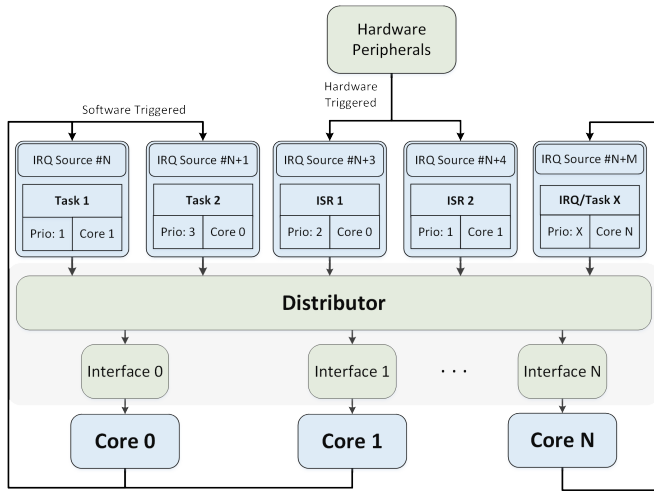 Hardware
Peripherals
Hardware
Triggered
Software Triggered
IRQ Source #N
IRQ Source #N+1
IRQ Source #N+3
IRQ Source #N+4
IRQ Source #N+M
Task 1
Task 2
ISR 1
ISR 2
IRQ/Task X
Prio: 1
Core 1
Prio: 3
Core 0
Prio: 2
Core 0
Prio: 1
Core 1
Prio: X
Core N
Distributor
Interface 0
Interface 1
. . .
Interface N
Core 0
Core 1
Core N